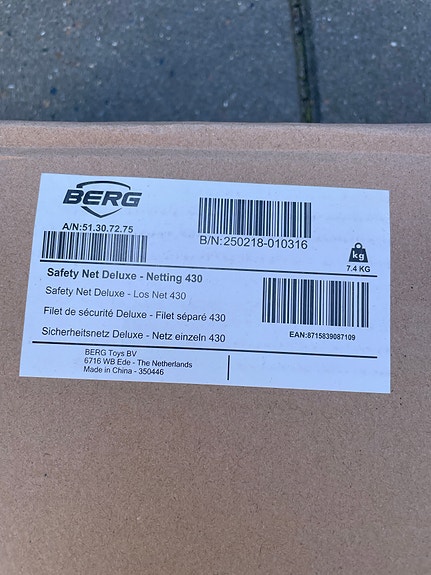 BERG
A/N:51.30.72.75
B/N:250218-010316
kg
7.4 KG
Safety Net Deluxe - Netting 430
Safety Net Deluxe - Los Net 430
Filet de sécurité Deluxe - Filet séparé 430
Sicherheitsnetz Deluxe - Netz einzeln 430
EAN:8715839087109
BERG Toys BV
6716 WB Ede - The Netherlands
Made in China - 350446